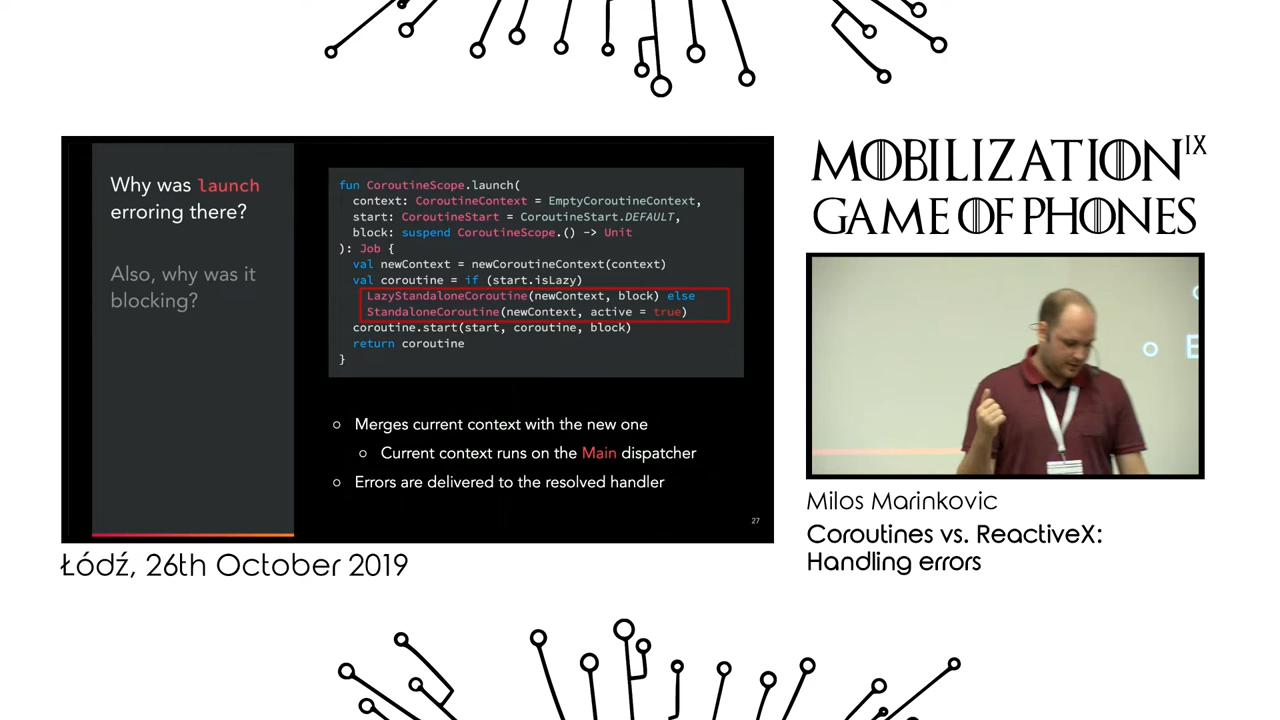 Why was launch
erroring there?
Also, why was it
blocking?
fun CoroutineScope.launch(
context: CoroutineContext = EmptyCoroutineContext,
start: CoroutineStart = CoroutineStart.DEFAULT,
block: suspend CoroutineScope.() -> Unit
): Job {
val newContext = newCoroutineContext(context)
val coroutine = if (start.isLazy)
LazyStandaloneCoroutine(newContext, block) else
StandaloneCoroutine(newContext, active = true)
coroutine.start(start, coroutine, block)
return coroutine
}
Merges current context with the new one
Current context runs on the Main dispatcher
Errors are delivered to the resolved handler
27
Łódź, 26th October 2019
MOBILIZATION IX
GAME OF PHONES
Milos Marinkovic
Coroutines vs. ReactiveX:
Handling errors